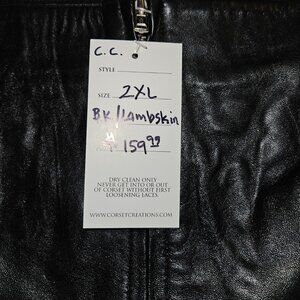 C.C.
STYLE
SIZE 2XL
BK/Lambskin
159.99
DRY CLEAN ONLY
NEVER GET INTO OR OUT
OF CORSET WITHOUT FIRST
LOOSENING LACES.
WWW.CORSETCREATIONS.COM